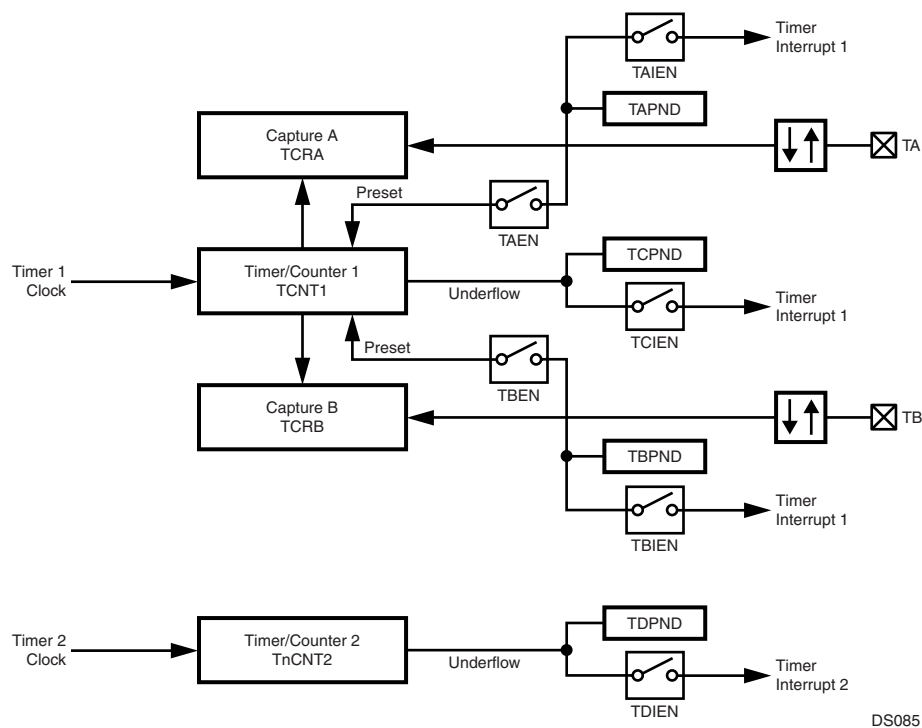 Timer
Interrupt 1
TAIEN
TAPND
Capture A
TCRA
TA
Preset
TAEN
Timer 1
Clock
Timer/Counter 1
TCNT1
Underflow
TCPND
Timer
Interrupt 1
TCIEN
Preset
TBEN
Capture B
TCRB
TB
TBPND
Timer
Interrupt 1
TBIEN
Timer 2
Clock
Timer/Counter 2
TnCNT2
Underflow
TDPND
Timer
Interrupt 2
TDIEN
DS085